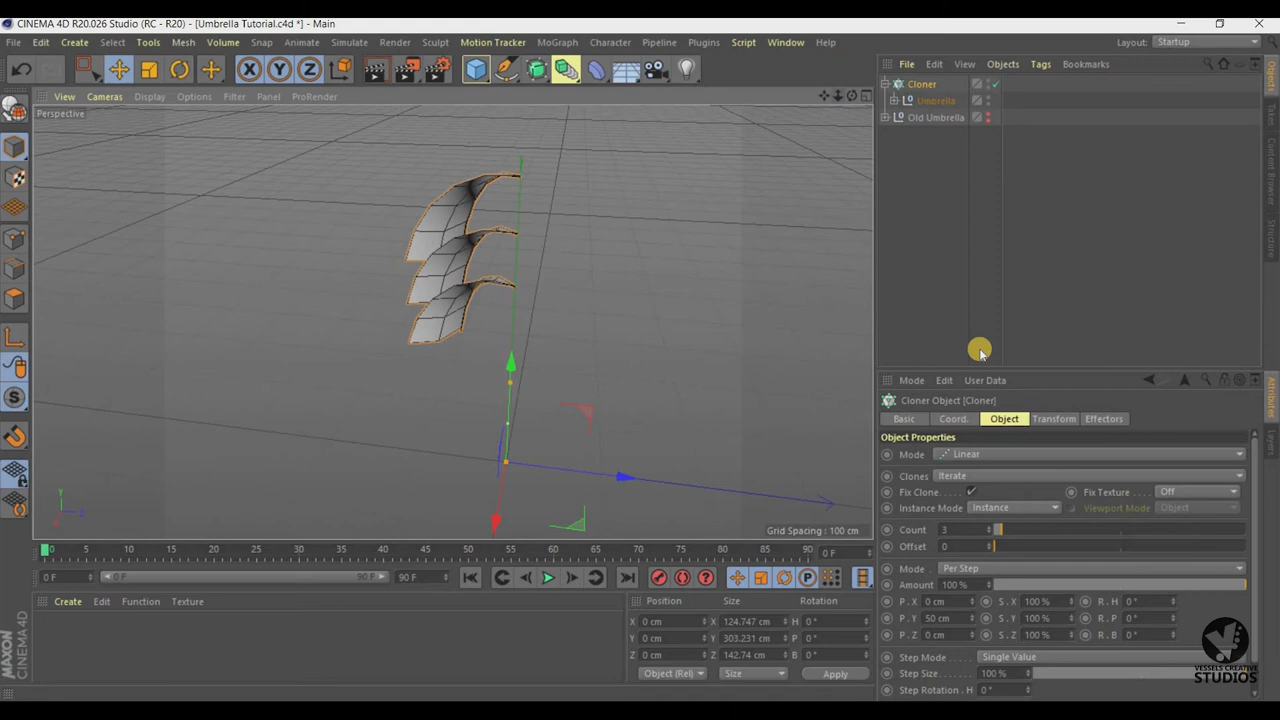 CINEMA 4D R20.026 Studio (RC - R20) - [Umbrella Tutorial.c4d *] - Main
File Edit Create Select Tools Mesh Volume Snap Animate Simulate Render Sculpt Motion Tracker MoGraph Character Pipeline Plugins Script Window Help Layout: Startup
X Y Z
File Edit View Objects Tags Bookmarks
View Cameras Display Options Filter Panel ProRender
Perspective
Cloner
Umbrella
Old Umbrella
Objects
Takes
Content Browser
Structure
Mode Edit User Data
Cloner Object [Cloner]
Basic Coord. Object Transform Effectors
Object Properties
Mode Linear
Clones Iterate
Fix Clone Fix Texture Off
Instance Mode Instance Viewport Mode Object
Count 3
Offset 0
Mode Per Step
Amount 100 %
P . X 0 cm S . X 100 % R . H 0 °
P . Y 50 cm S . Y 100 % R . P 0 °
P . Z 0 cm S . Z 100 % R . B 0 °
Step Mode Single Value
Step Size 100 %
Step Rotation . H 0 °
Attributes
Layers
Y
Grid Spacing : 100 cm
0 5 10 15 20 25 30 35 40 45 50 55 60 65 70 75 80 85 90 0 F
0 F 0 F 90 F 90 F
Create Edit Function Texture
Position Size Rotation
X 0 cm X 124.747 cm H 0 °
Y 0 cm Y 303.231 cm P 0 °
Z 0 cm Z 142.74 cm B 0 °
Object (Rel) Size Apply
MAXON
CINEMA 4D
VESSELS CREATIVE
STUDIOS